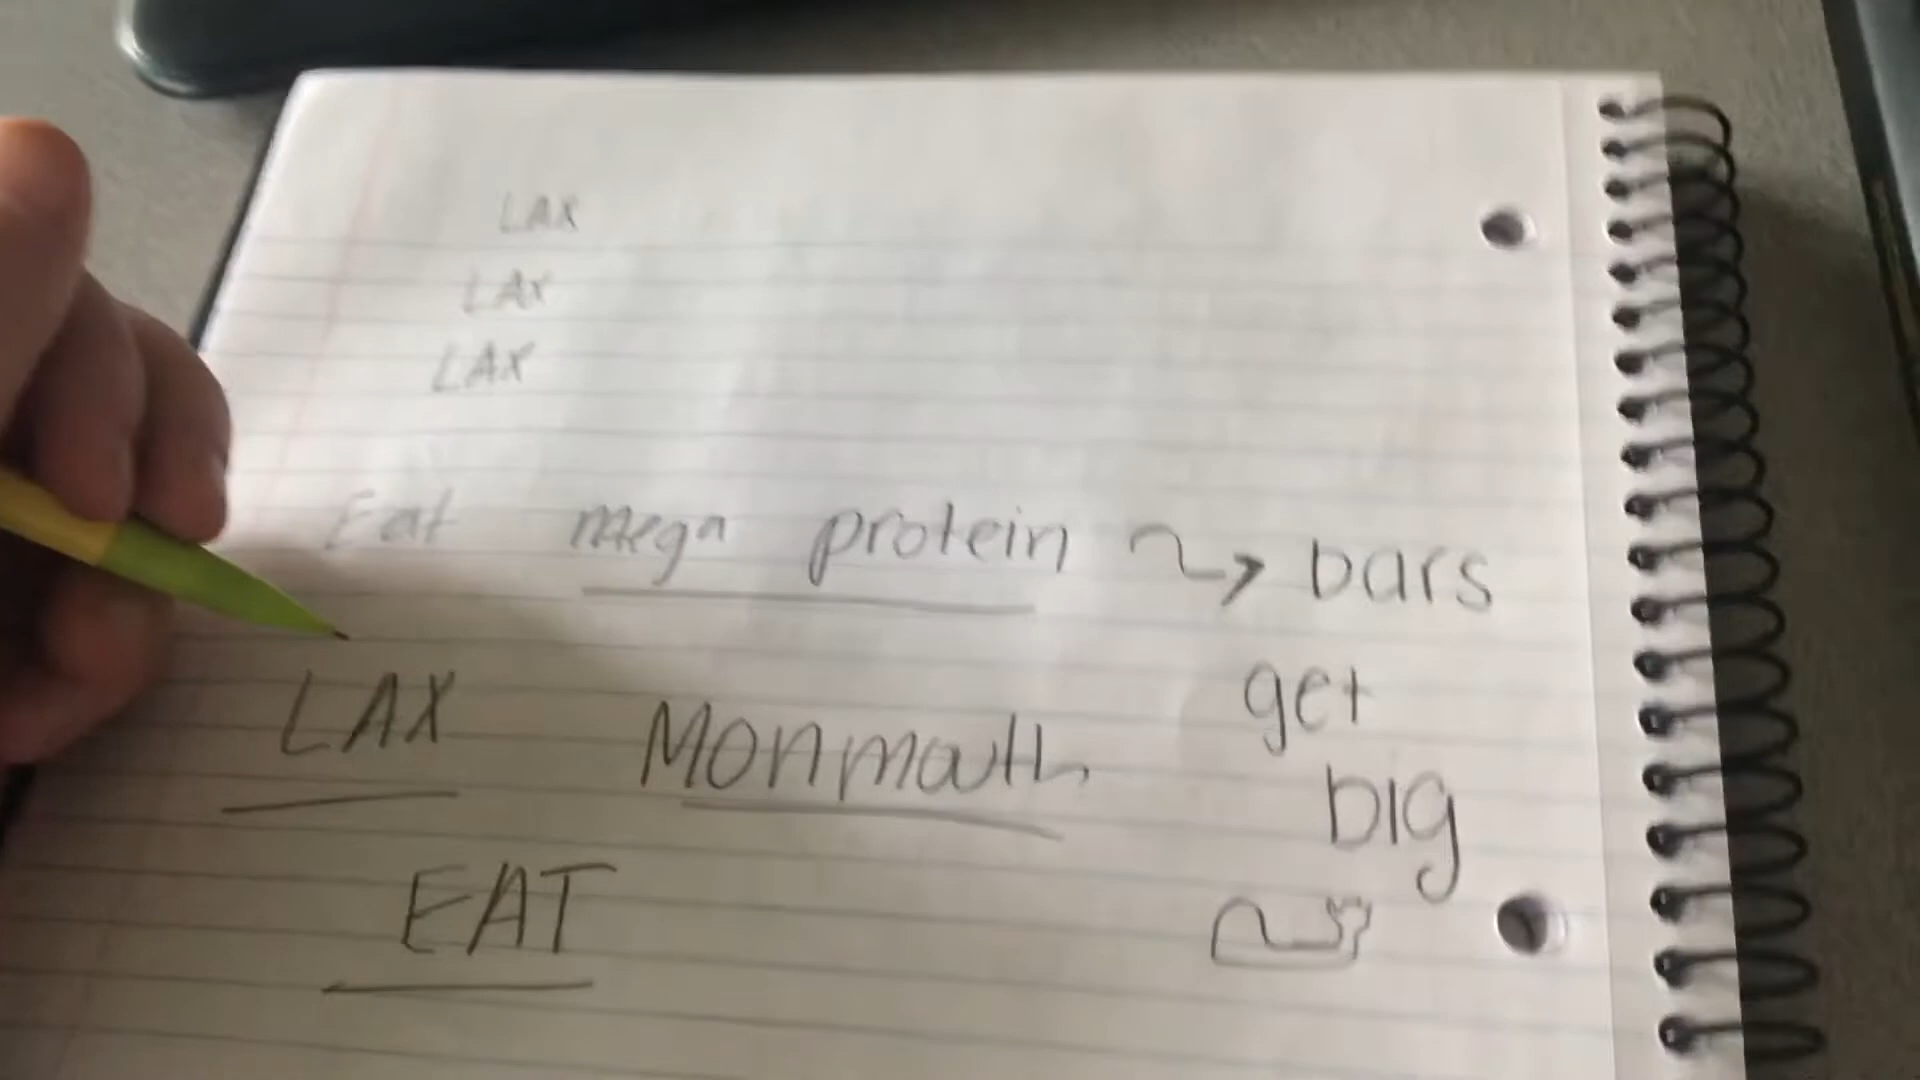 LAX
LAX
LAX
Eat mega protein → bars
get
LAX Monmouth
big
EAT